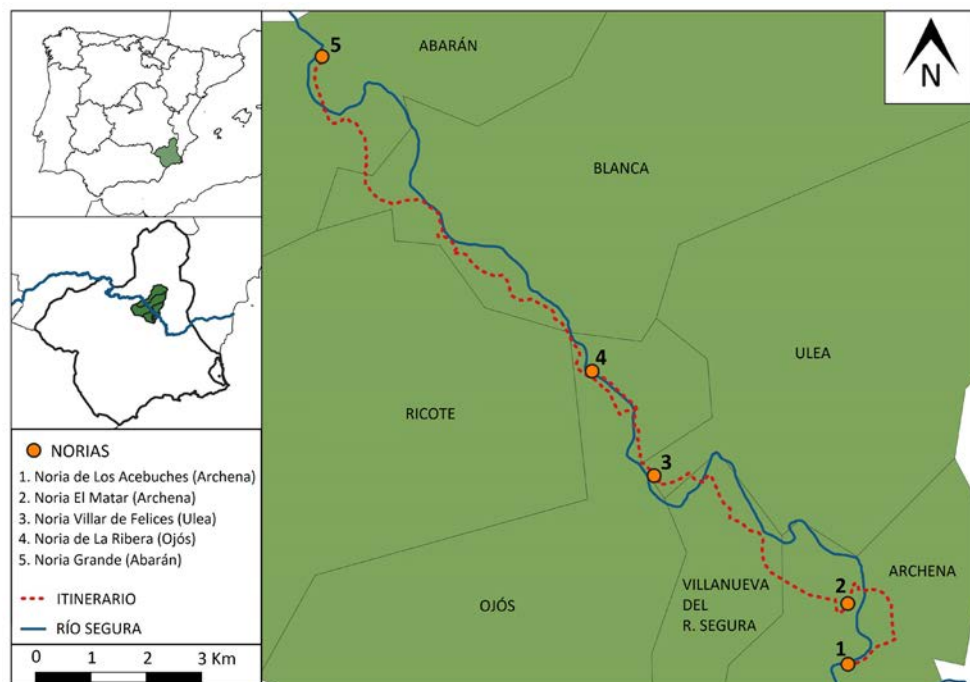 5
ABARÁN
N
BLANCA
ULEA
4
RICOTE
3
ARCHENA
2
VILLANUEVA
DEL
R. SEGURA
OJÓS
1
NORIAS
1. Noria de Los Acebuches (Archena)
2. Noria El Matar (Archena)
3. Noria Villar de Felices (Ulea)
4. Noria de La Ribera (Ojós)
5. Noria Grande (Abarán)
ITINERARIO
RÍO SEGURA
0 1 2 3 Km